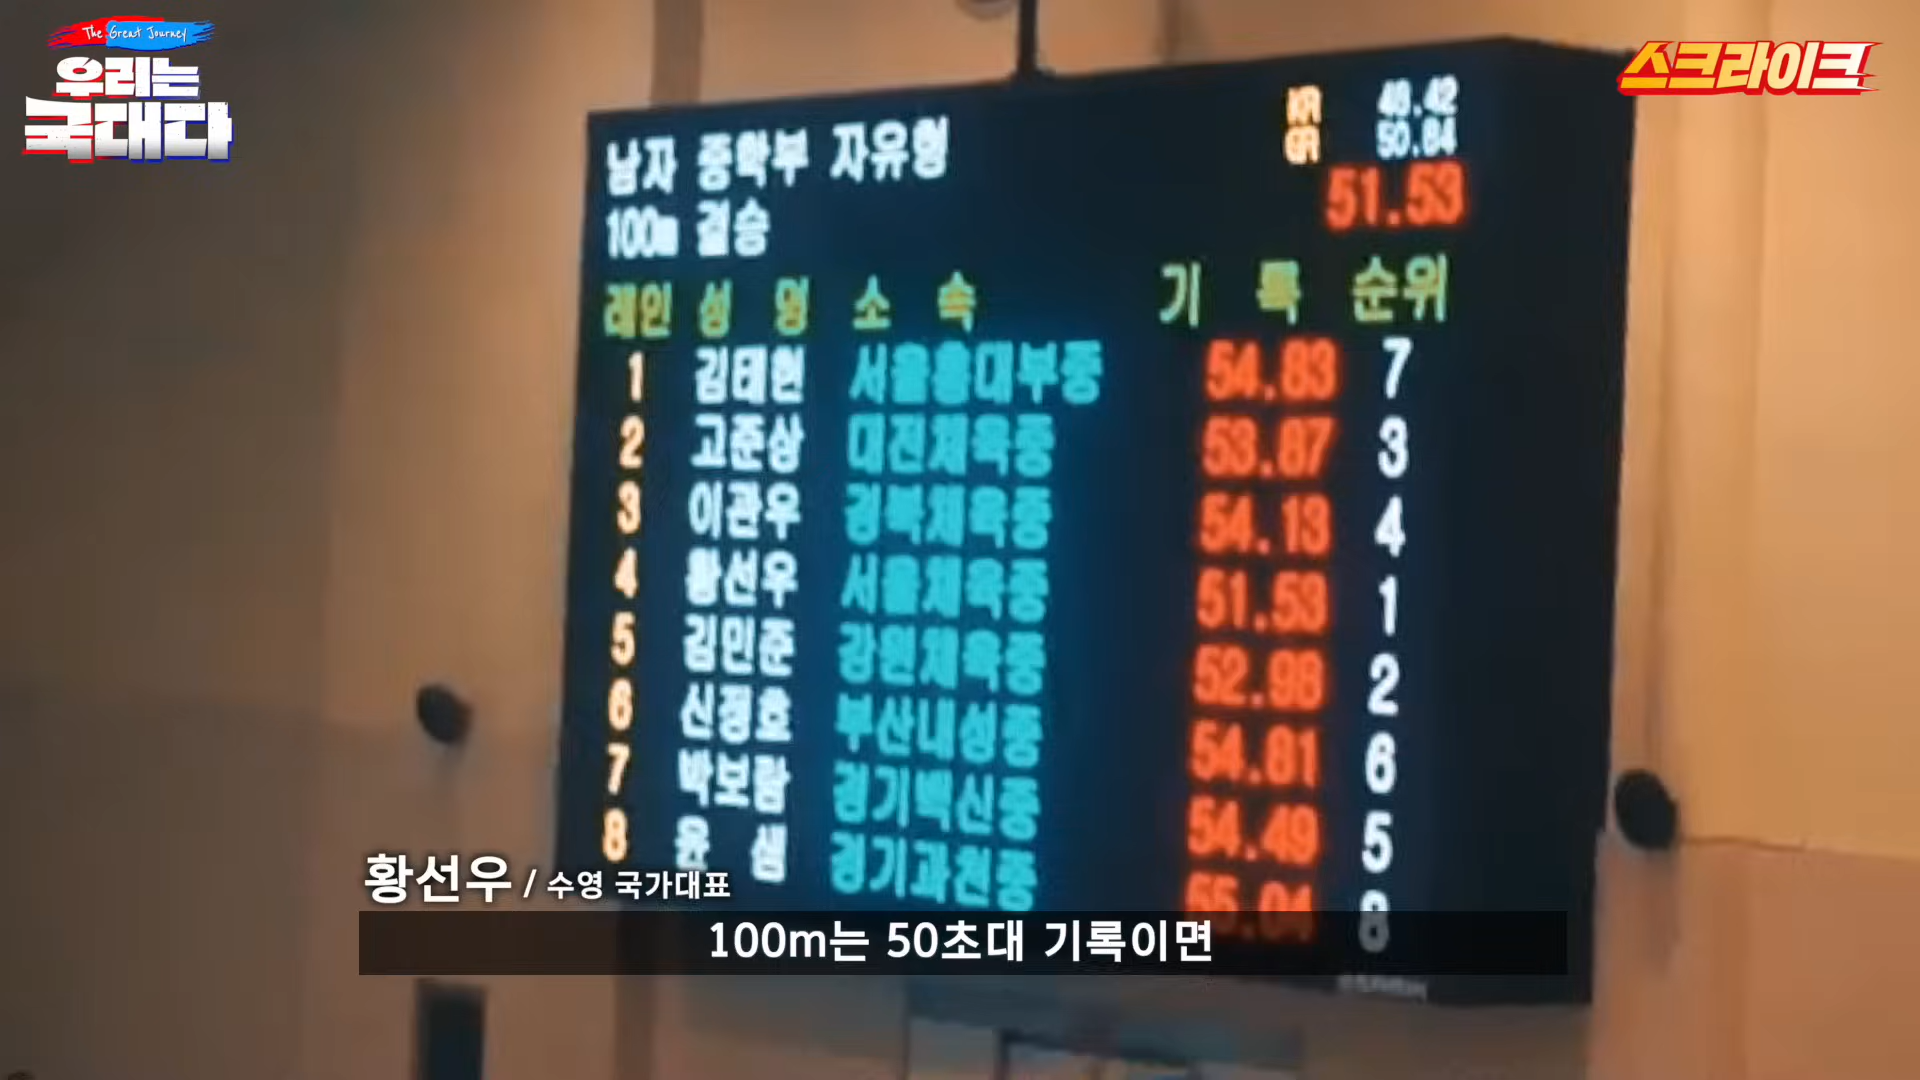 The Great Journey
우리는
국대다
스크라이크
남자 중학부 자유형
100m 결승
KR 48.42
GR 50.84
51.53
레인 성 명 소 속 기 록 순위
1 김태현 서울홍대부중 54.83 7
2 고준상 대전체육중 53.87 3
3 이관우 경북체육중 54.13 4
4 황선우 서울체육중 51.53 1
5 김민준 강원체육중 52.98 2
6 신정호 부산내성중 54.81 6
7 박보람 경기백신중 54.49 5
8 윤 샘 경기과천중 55.04 8
황선우 / 수영 국가대표
100m는 50초대 기록이면